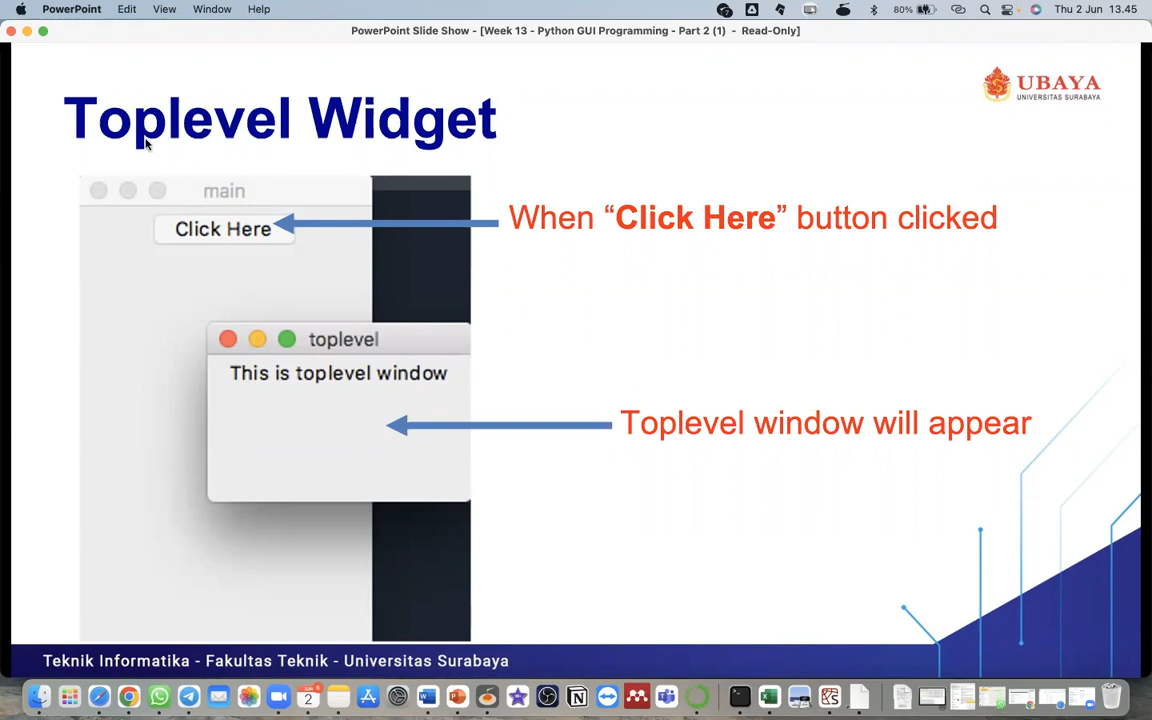 PowerPoint Edit View Window Help 80% Thu 2 Jun 13.45
PowerPoint Slide Show - [Week 13 - Python GUI Programming - Part 2 (1) - Read-Only]
UBAYA
UNIVERSITAS SURABAYA
Toplevel Widget
main
Click Here
When “Click Here” button clicked
toplevel
This is toplevel window
Toplevel window will appear
Teknik Informatika - Fakultas Teknik - Universitas Surabaya